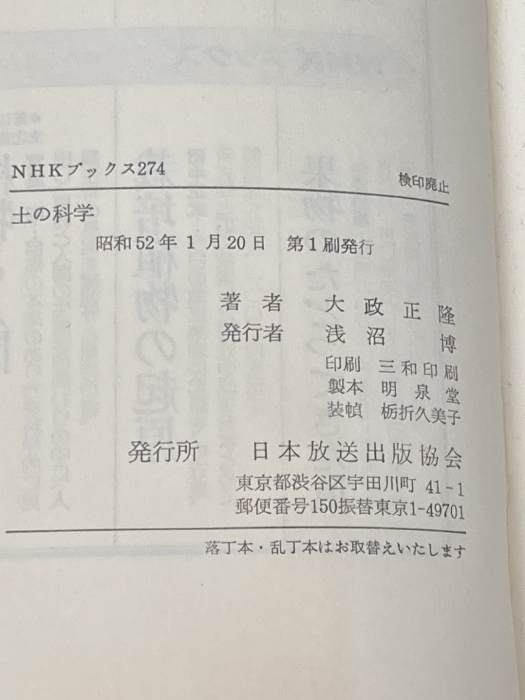 NHKブックス274
検印廃止
土の科学
昭和52年1月20日 第1刷発行
著者 大政正隆
発行者 浅沼博
印刷 三和印刷
製本 明泉堂
装幀 栃折久美子
発行所 日本放送出版協会
東京都渋谷区宇田川町 41-1
郵便番号150振替東京1-49701
落丁本・乱丁本はお取替えいたします